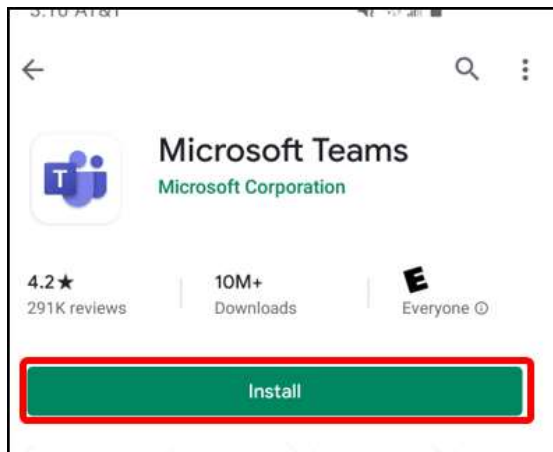 Microsoft Teams
Microsoft Corporation
T
4.2★
291K reviews
10M+
Downloads
E
Everyone
Install